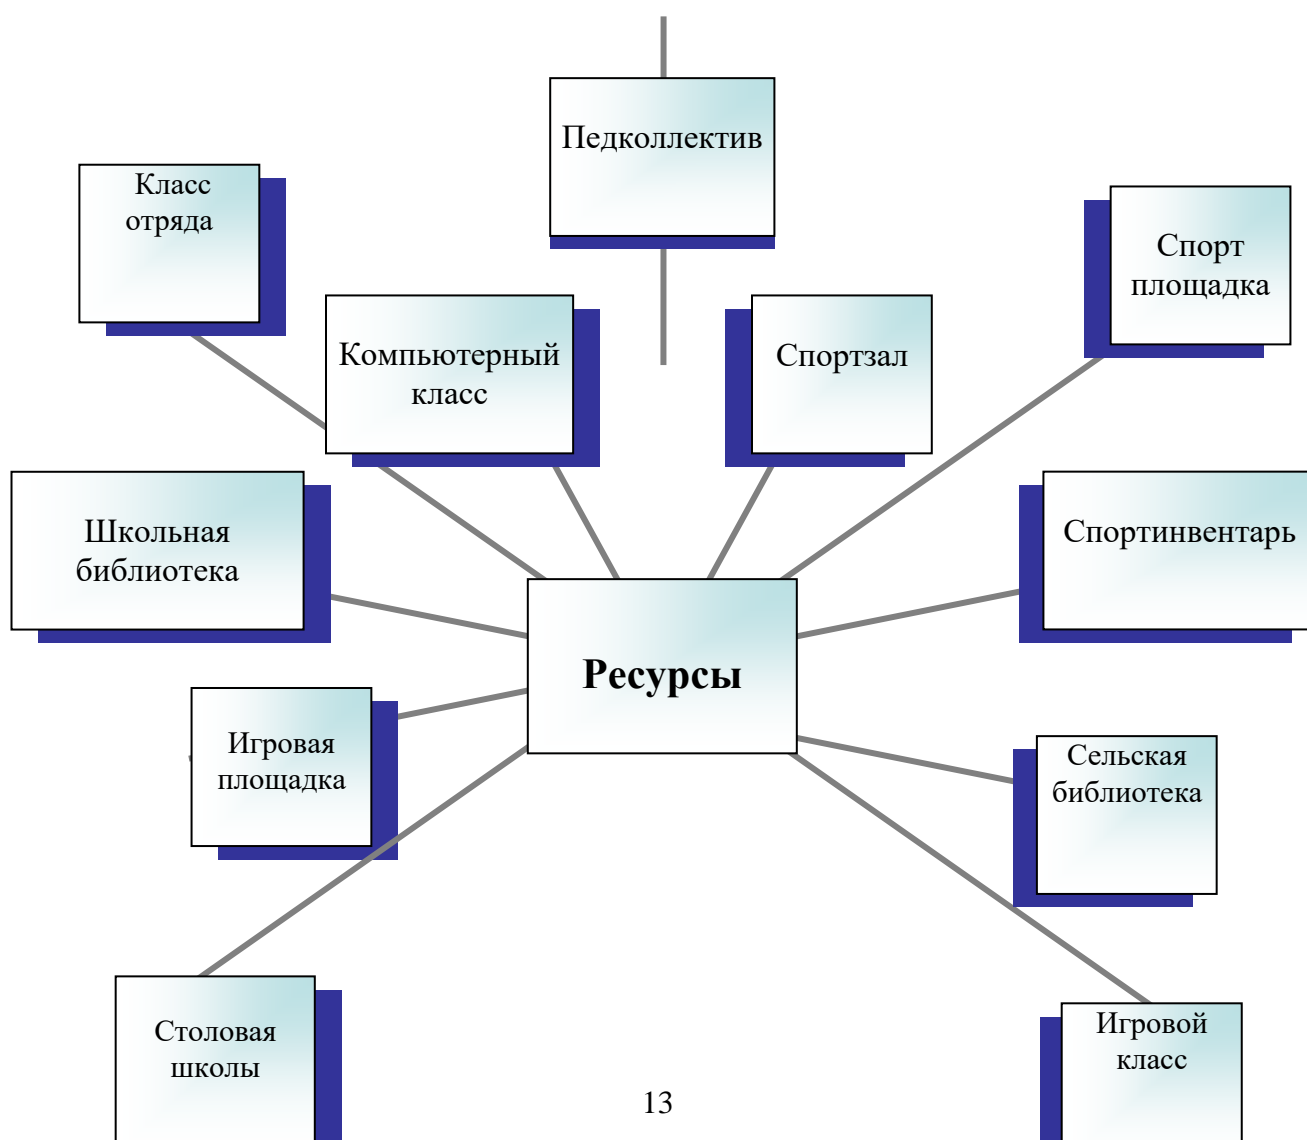 Педколлектив
Класс
отряда
Спорт
площадка
Компьютерный
класс
Спортзал
Школьная
библиотека
Спортинвентарь
Ресурсы
Игровая
площадка
Сельская
библиотека
Столовая
школы
Игровой
класс
13